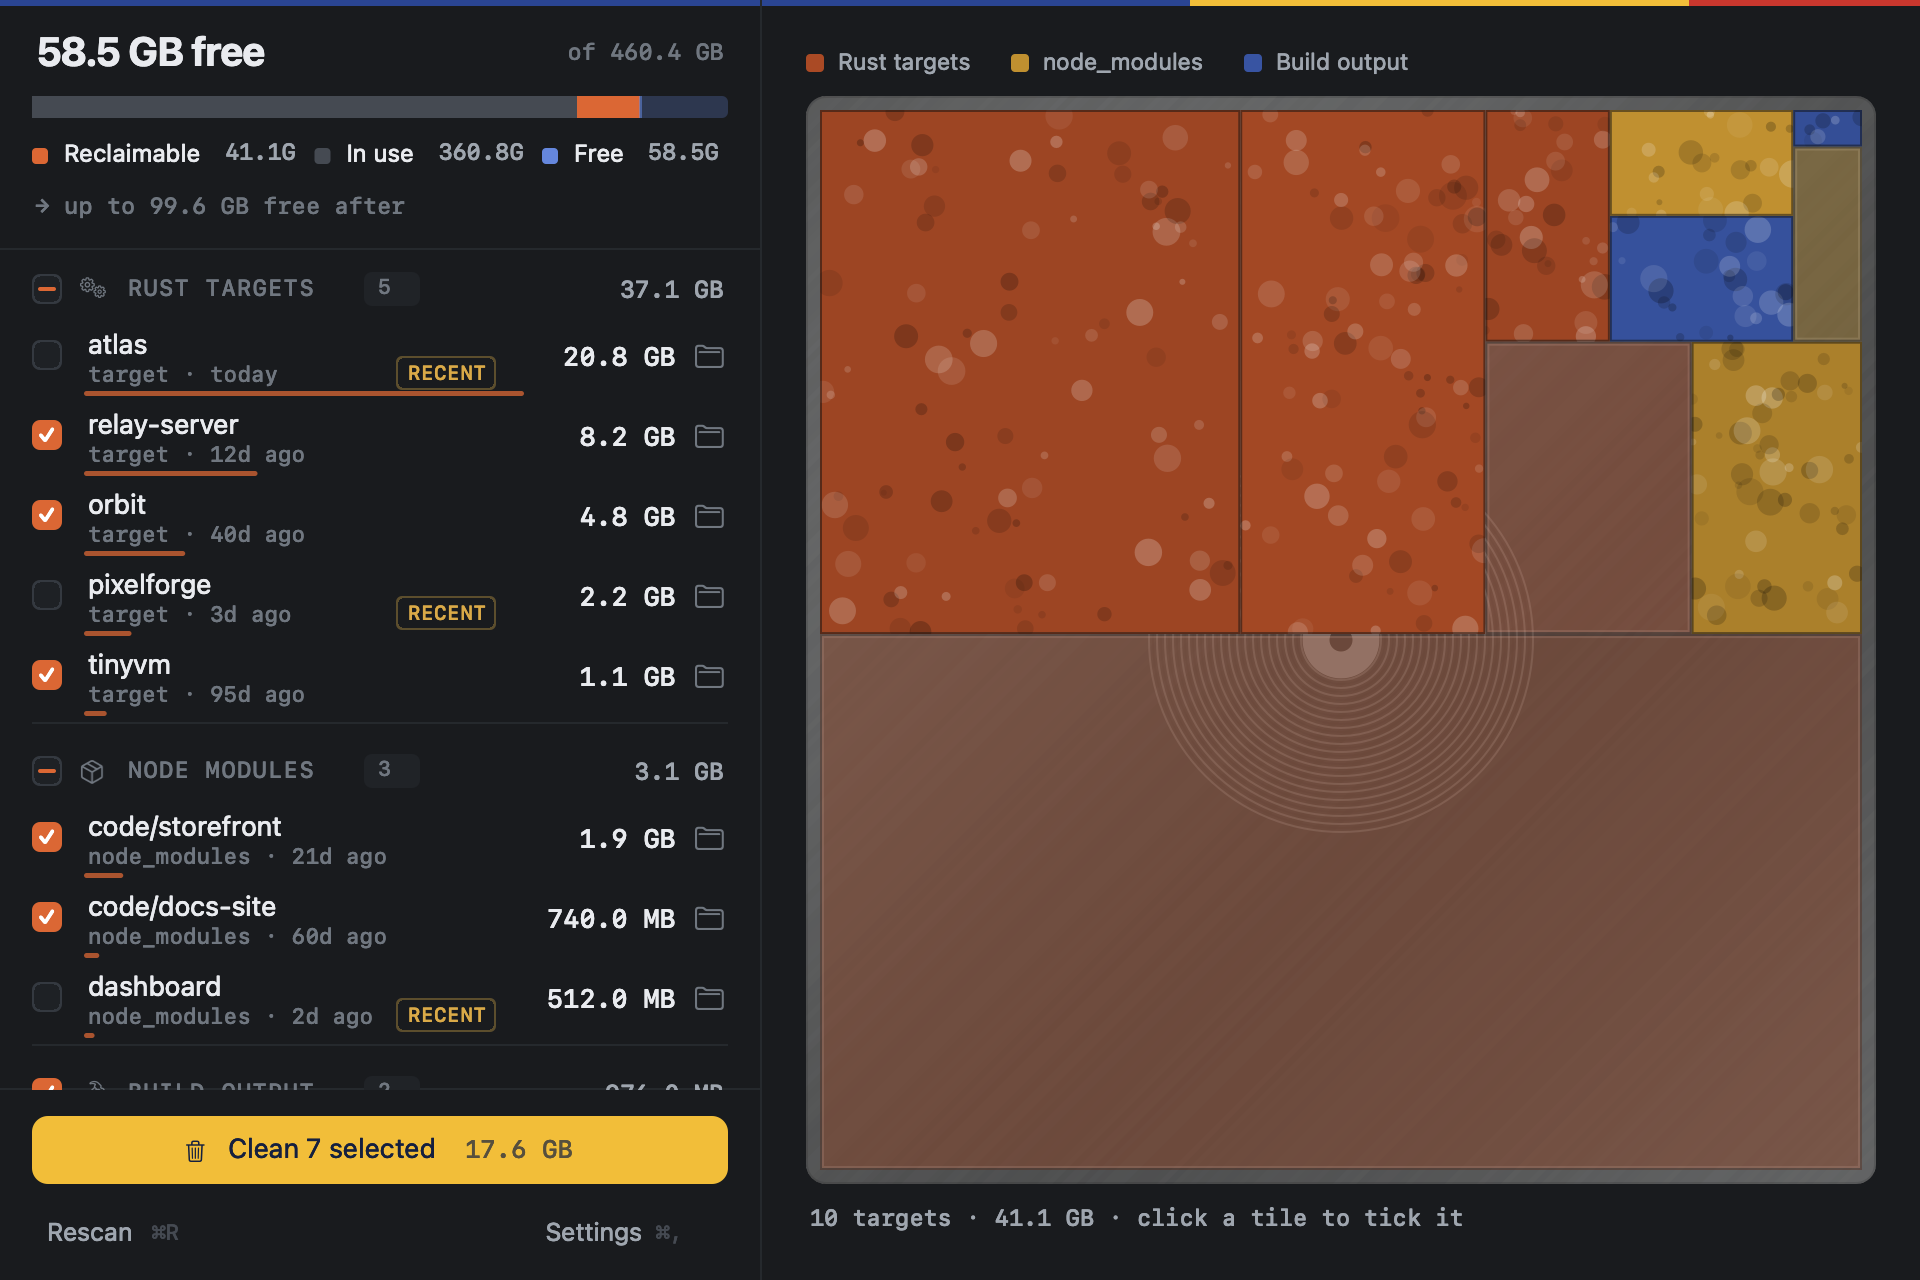 58.5 GB free
of 460.4 GB
Reclaimable 41.1G In use 360.8G Free 58.5G
→ up to 99.6 GB free after
RUST TARGETS 5 37.1 GB
atlas
target · today RECENT 20.8 GB
relay-server
target · 12d ago 8.2 GB
orbit
target · 40d ago 4.8 GB
pixelforge
target · 3d ago RECENT 2.2 GB
tinyvm
target · 95d ago 1.1 GB
NODE MODULES 3 3.1 GB
code/storefront
node_modules · 21d ago 1.9 GB
code/docs-site
node_modules · 60d ago 740.0 MB
dashboard
node_modules · 2d ago RECENT 512.0 MB
BUILD OUTPUT 2 MB
Clean 7 selected 17.6 GB
Rescan ⌘R
Settings ⌘,
Rust targets node_modules Build output
10 targets · 41.1 GB · click a tile to tick it